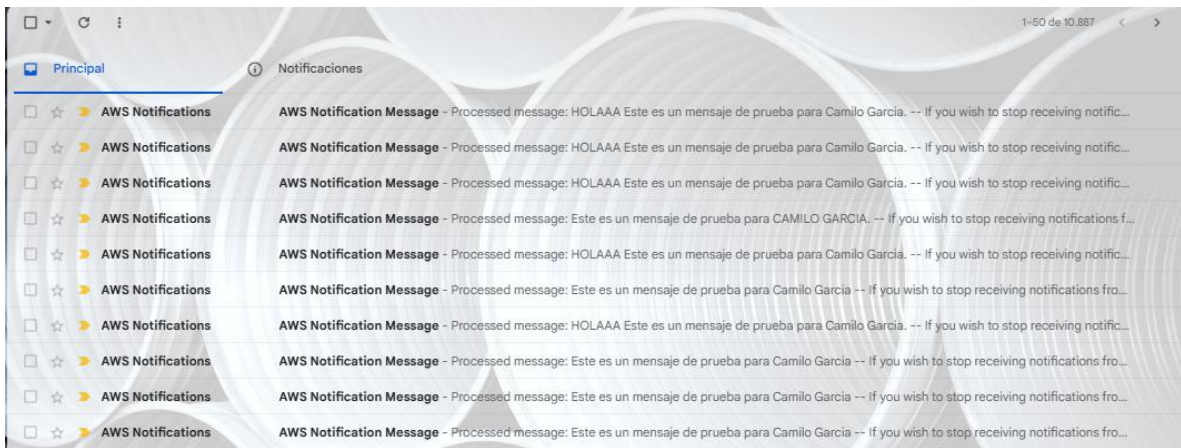 1–50 de 10.887
Principal Notificaciones
AWS Notifications AWS Notification Message - Processed message: HOLAAA Este es un mensaje de prueba para Camilo Garcia. -- If you wish to stop receiving notific...
AWS Notifications AWS Notification Message - Processed message: HOLAAA Este es un mensaje de prueba para Camilo Garcia. -- If you wish to stop receiving notific...
AWS Notifications AWS Notification Message - Processed message: HOLAAA Este es un mensaje de prueba para Camilo Garcia. -- If you wish to stop receiving notific...
AWS Notifications AWS Notification Message - Processed message: Este es un mensaje de prueba para CAMILO GARCIA. -- If you wish to stop receiving notifications f...
AWS Notifications AWS Notification Message - Processed message: HOLAAA Este es un mensaje de prueba para Camilo Garcia. -- If you wish to stop receiving notific...
AWS Notifications AWS Notification Message - Processed message: Este es un mensaje de prueba para Camilo Garcia -- If you wish to stop receiving notifications fro...
AWS Notifications AWS Notification Message - Processed message: HOLAAA Este es un mensaje de prueba para Camilo Garcia. -- If you wish to stop receiving notific...
AWS Notifications AWS Notification Message - Processed message: Este es un mensaje de prueba para Camilo Garcia -- If you wish to stop receiving notifications fro...
AWS Notifications AWS Notification Message - Processed message: Este es un mensaje de prueba para Camilo Garcia -- If you wish to stop receiving notifications fro...
AWS Notifications AWS Notification Message - Processed message: Este es un mensaje de prueba para Camilo Garcia -- If you wish to stop receiving notifications fro...